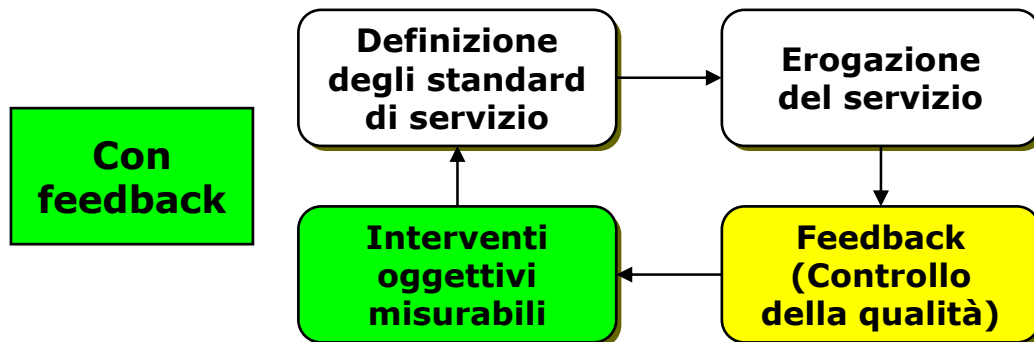 Con
feedback
Definizione
degli standard
di servizio
Erogazione
del servizio
Interventi
oggettivi
misurabili
Feedback
(Controllo
della qualità)